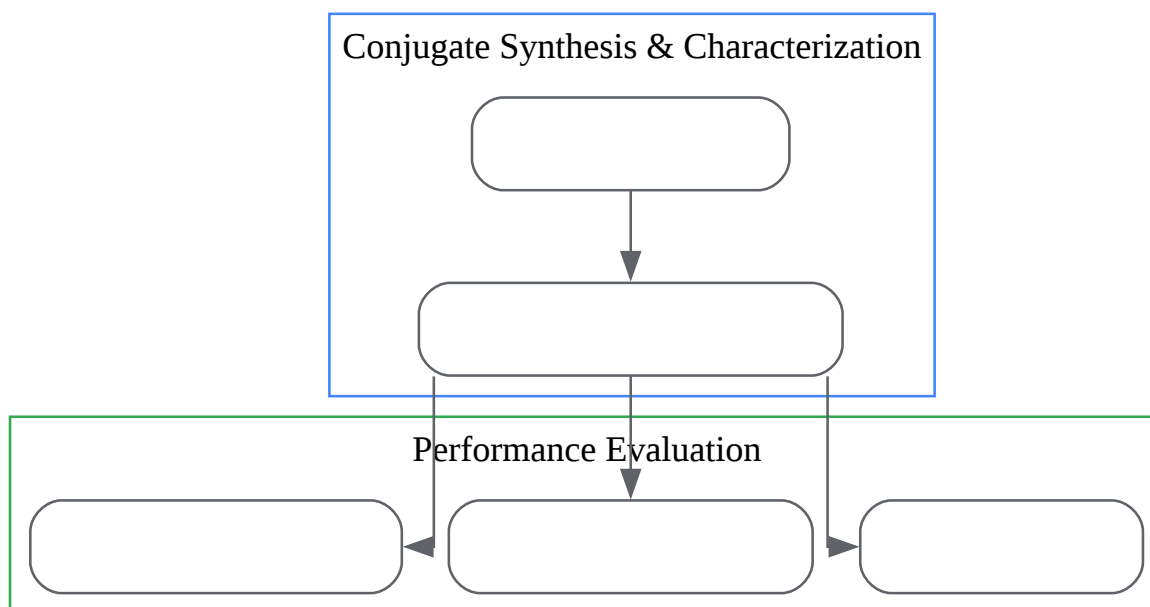 Conjugate Synthesis & Characterization
Performance Evaluation